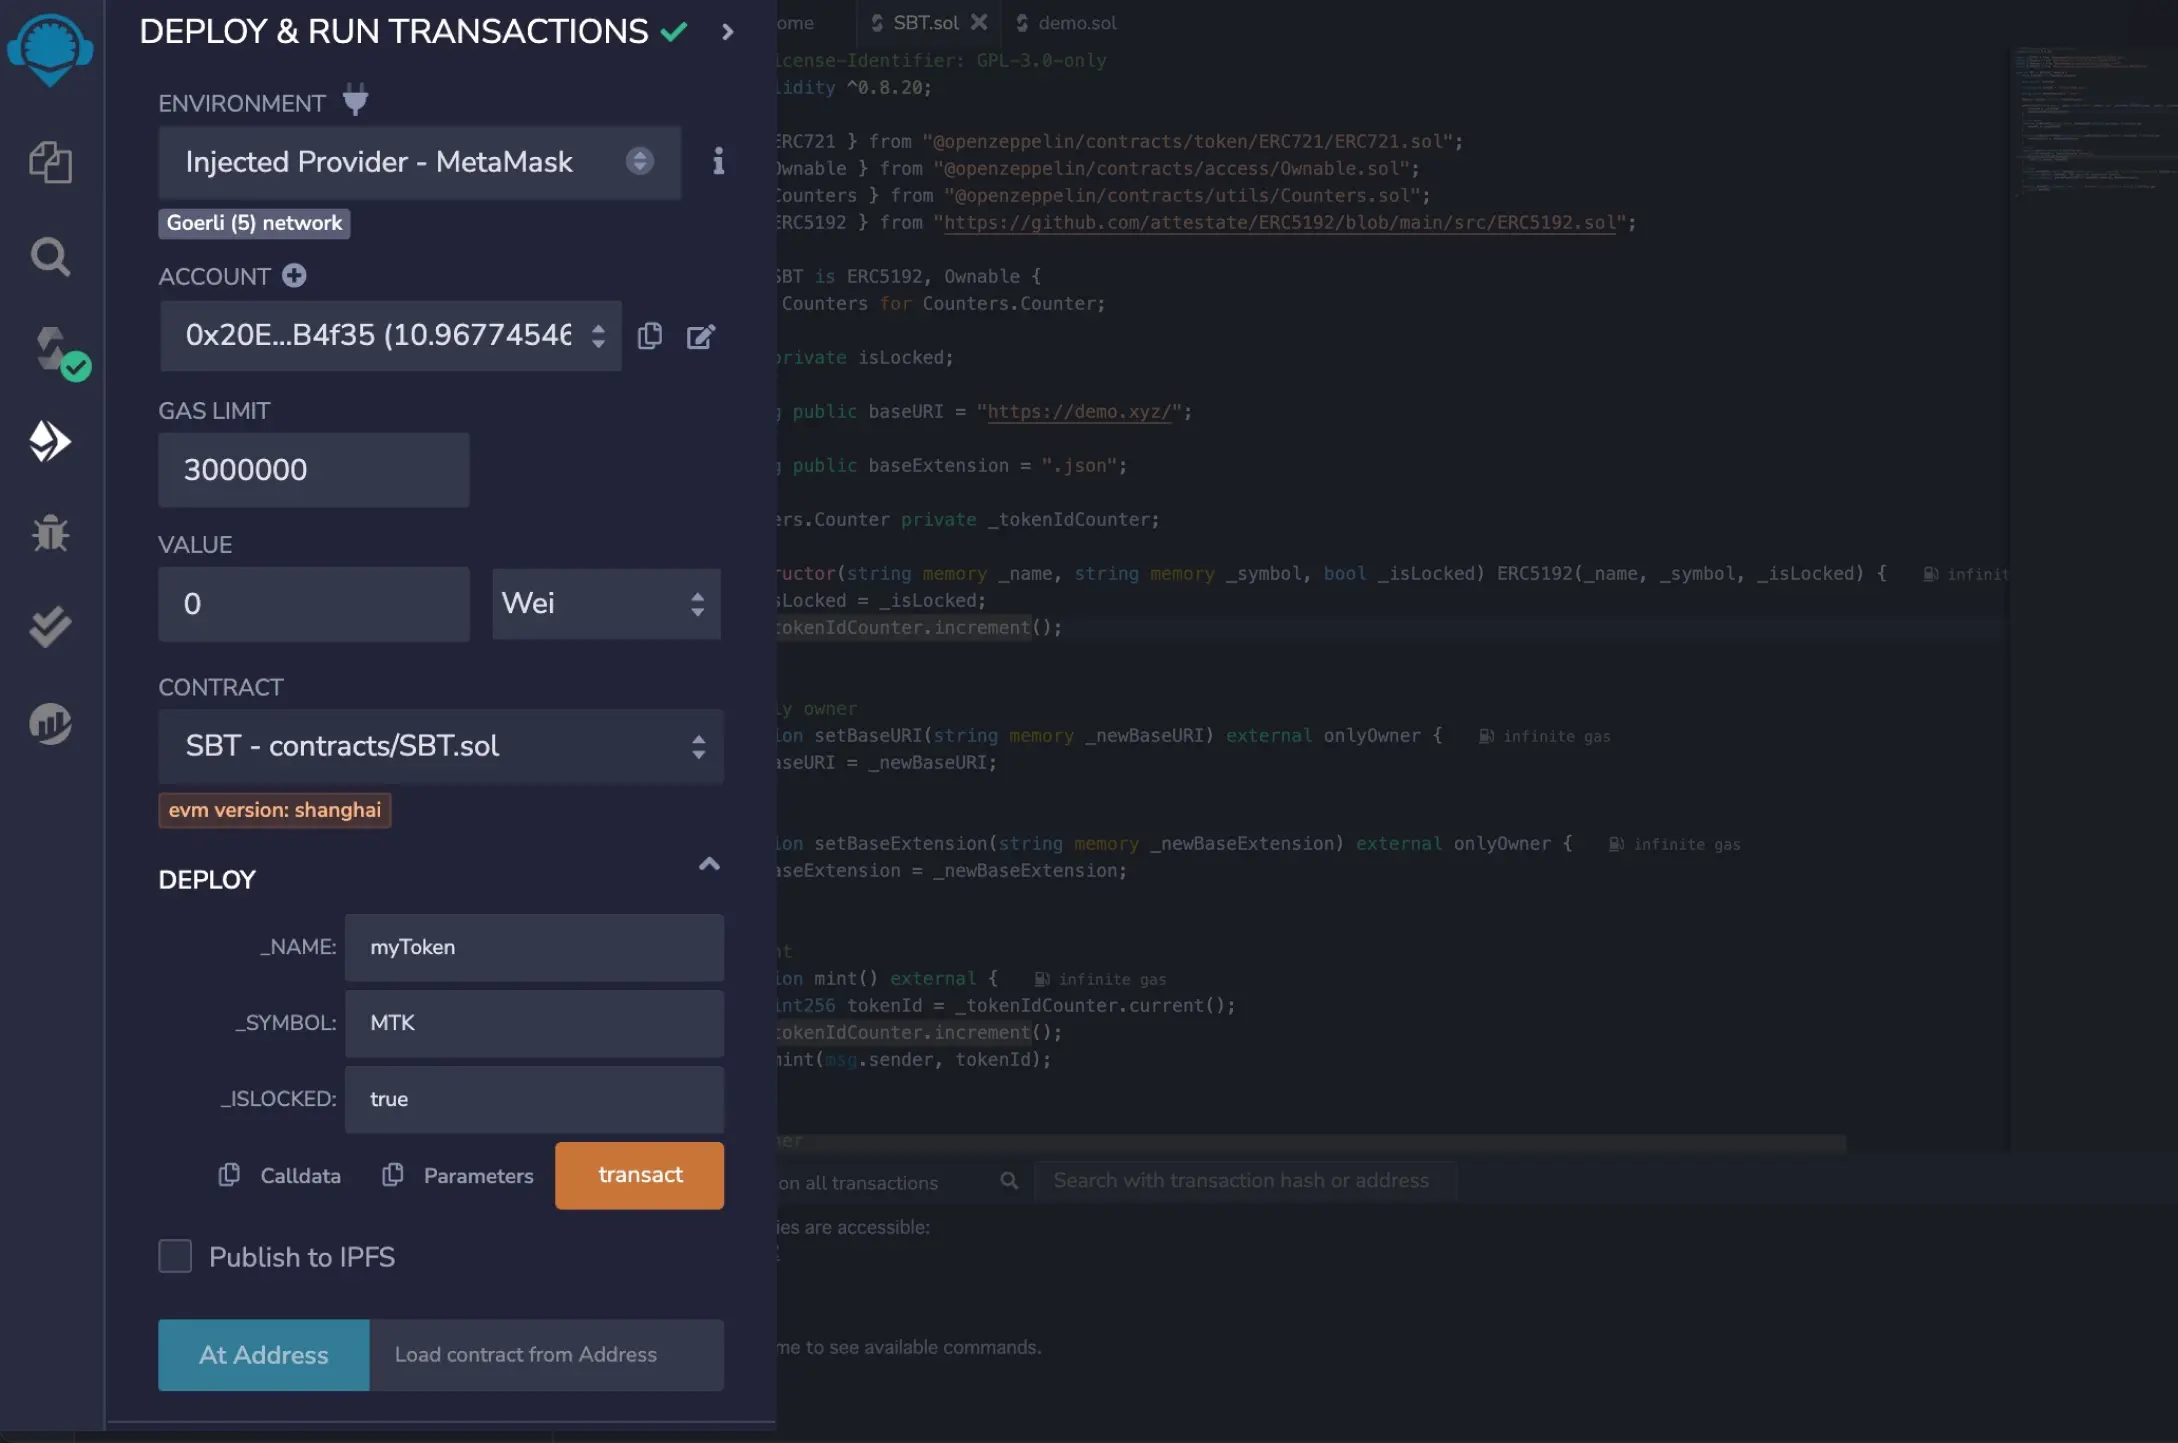 DEPLOY & RUN TRANSACTIONS
ENVIRONMENT
Injected Provider - MetaMask
Goerli (5) network
ACCOUNT
0x20E...B4f35 (10.96774546
GAS LIMIT
3000000
VALUE
0
Wei
CONTRACT
SBT - contracts/SBT.sol
evm version: shanghai
DEPLOY
_NAME: myToken
_SYMBOL: MTK
_ISLOCKED: true
Calldata
Parameters
transact
Publish to IPFS
At Address
Load contract from Address
ome
SBT.sol
demo.sol
icense-Identifier: GPL-3.0-only
lidity ^0.8.20;
ERC721 } from "@openzeppelin/contracts/token/ERC721/ERC721.sol";
Ownable } from "@openzeppelin/contracts/access/Ownable.sol";
Counters } from "@openzeppelin/contracts/utils/Counters.sol";
ERC5192 } from "https://github.com/attestate/ERC5192/blob/main/src/ERC5192.sol";
SBT is ERC5192, Ownable {
Counters for Counters.Counter;
private isLocked;
g public baseURI = "https://demo.xyz/";
g public baseExtension = ".json";
ers.Counter private _tokenIdCounter;
ructor(string memory _name, string memory _symbol, bool _isLocked) ERC5192(_name, _symbol, _isLocked) { infinit
sLocked = _isLocked;
tokenIdCounter.increment();
ly owner
ion setBaseURI(string memory _newBaseURI) external onlyOwner { infinite gas
aseURI = _newBaseURI;
ion setBaseExtension(string memory _newBaseExtension) external onlyOwner { infinite gas
aseExtension = _newBaseExtension;
nt
ion mint() external { infinite gas
int256 tokenId = _tokenIdCounter.current();
tokenIdCounter.increment();
mint(msg.sender, tokenId);
ner
on all transactions
Search with transaction hash or address
ies are accessible:
me to see available commands.